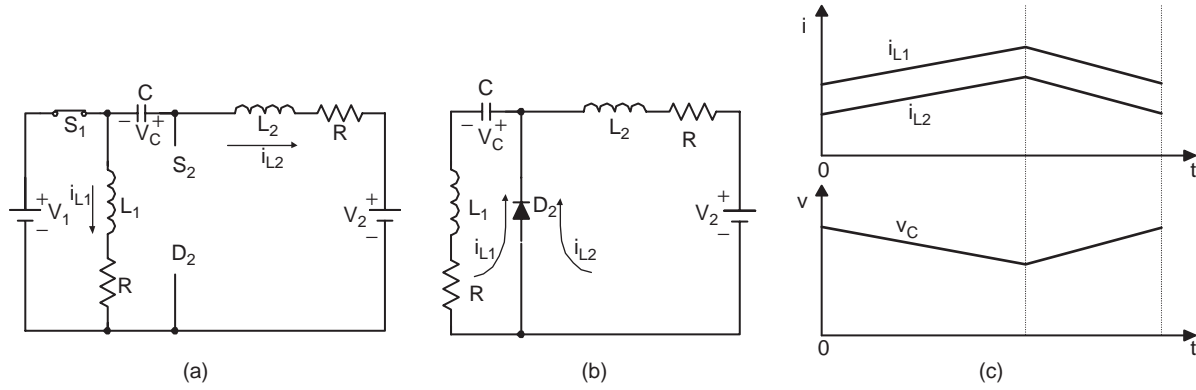 C
S1
− VC +
L2
R
S2
iL2
iL1
L1
+
V1
−
V2
+
−
D2
R
(a)
C
− VC +
L2
R
L1
D2
V2
+
−
iL1
iL2
R
(b)
i
iL1
iL2
0
t
v
vC
0
t
(c)